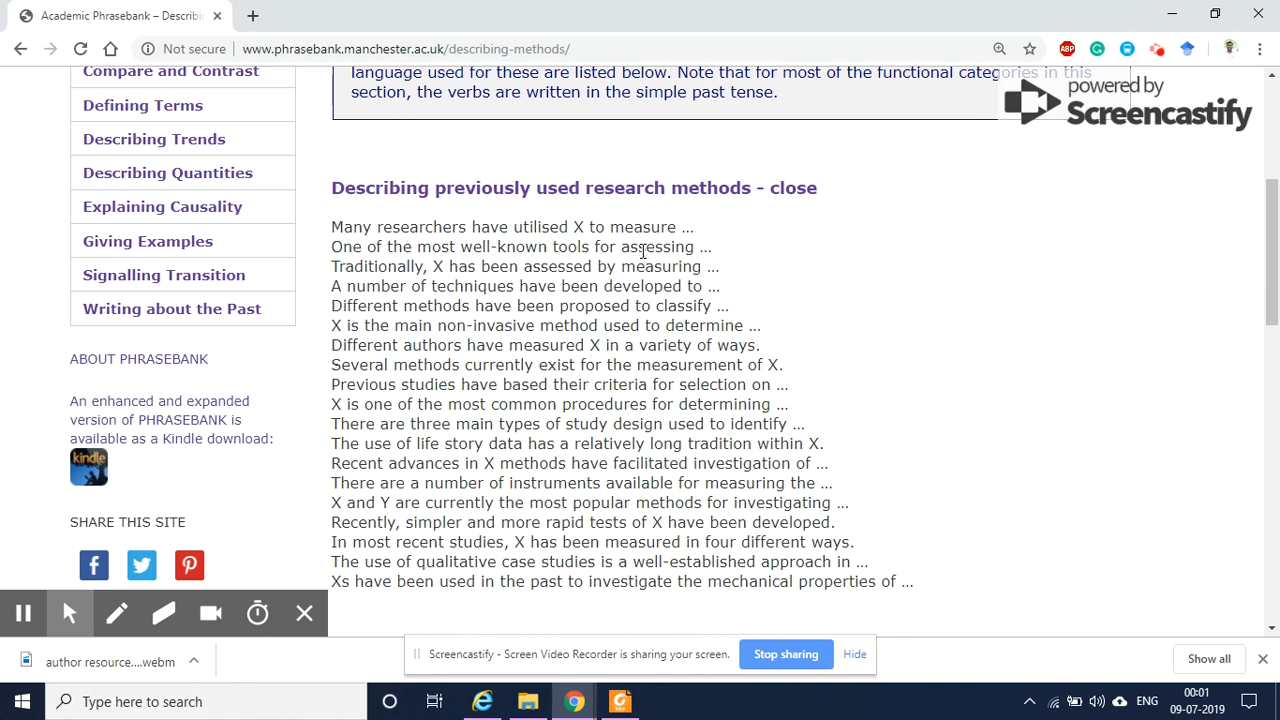 Academic Phrasebank – Describi
Not secure
www.phrasebank.manchester.ac.uk/describing-methods/
ABP
powered by
Screencastify
Compare and Contrast
Defining Terms
Describing Trends
Describing Quantities
Explaining Causality
Giving Examples
Signalling Transition
Writing about the Past
ABOUT PHRASEBANK
An enhanced and expanded
version of PHRASEBANK is
available as a Kindle download:
kindle
SHARE THIS SITE
language used for these are listed below. Note that for most of the functional categories in this
section, the verbs are written in the simple past tense.
Describing previously used research methods - close
Many researchers have utilised X to measure ...
One of the most well-known tools for assessing ...
Traditionally, X has been assessed by measuring ...
A number of techniques have been developed to ...
Different methods have been proposed to classify ...
X is the main non-invasive method used to determine ...
Different authors have measured X in a variety of ways.
Several methods currently exist for the measurement of X.
Previous studies have based their criteria for selection on ...
X is one of the most common procedures for determining ...
There are three main types of study design used to identify ...
The use of life story data has a relatively long tradition within X.
Recent advances in X methods have facilitated investigation of ...
There are a number of instruments available for measuring the ...
X and Y are currently the most popular methods for investigating ...
Recently, simpler and more rapid tests of X have been developed.
In most recent studies, X has been measured in four different ways.
The use of qualitative case studies is a well-established approach in ...
Xs have been used in the past to investigate the mechanical properties of ...
Screencastify - Screen Video Recorder is sharing your screen.
Stop sharing
Hide
author resource....webm
Show all
Type here to search
ENG
00:01
09-07-2019